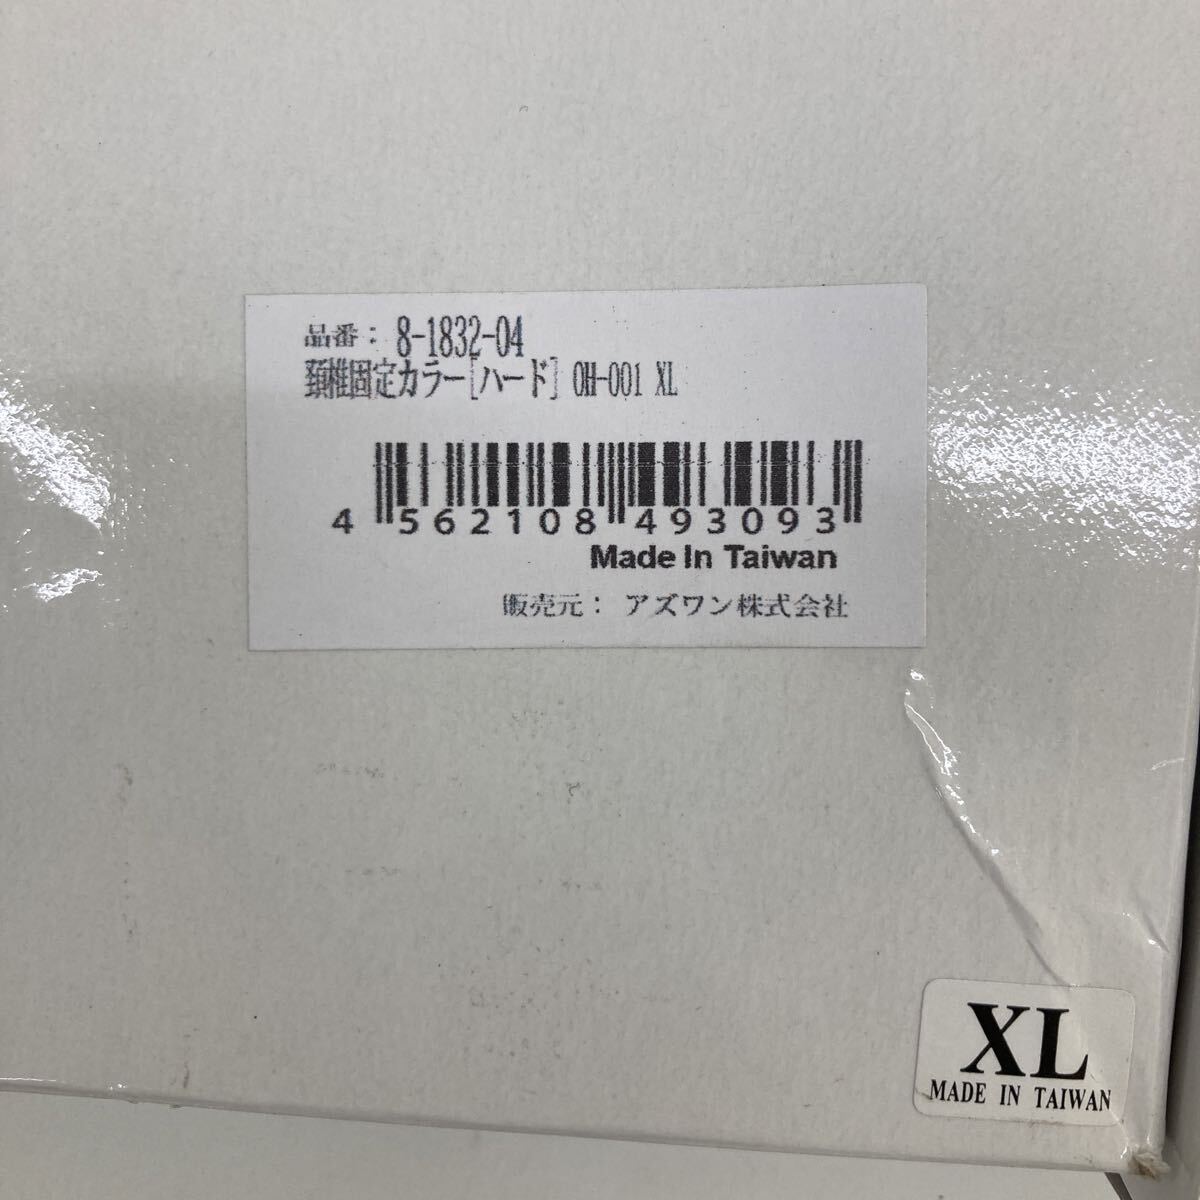 品番： 8-1832-04
頚椎固定カラー[ハード] OH-001 XL
4 562108 493093
Made In Taiwan
販売元： アズワン株式会社
XL
MADE IN TAIWAN